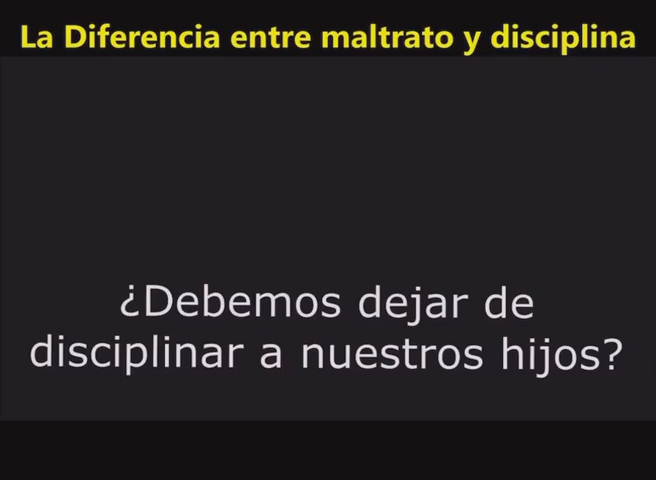 La Diferencia entre maltrato y disciplina
¿Debemos dejar de
disciplinar a nuestros hijos?